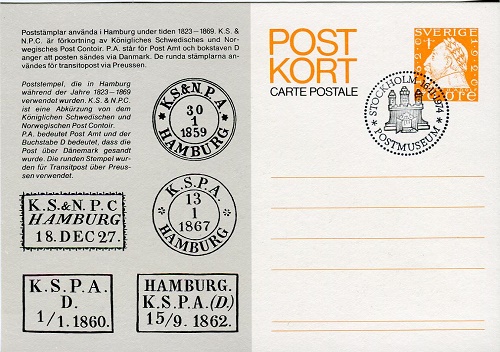 Poststämplar använda i Hamburg under tiden 1823—1869. K.S. &
N.P.C. är förkortning av Königliches Schwedisches und Nor-
wegisches Post Contoir. P.A. står för Post Amt och bokstaven D
anger att posten sändes via Danmark. De runda stämplarna an-
vändes för transitopost via Preussen.
Poststempel, die in Hamburg
während der Jahre 1823—1869
verwendet wurden. K.S. & N.P.C.
ist eine Abkürzung von dem
Königlichen Schwedischen und
Norwegischen Post Contoir.
P.A. bedeutet Post Amt und der
Buchstabe D bedeutet, dass die
Post über Dänemark gesandt
wurde. Die runden Stempel wur-
den für Transitpost über Preus-
sen verwendet.
K.S.&N.P.A.
30
1
1859
HAMBURG
K.S.&N.P.C
HAMBURG
18.DEC 27.
K.S.P.A.
13
1
1867
HAMBURG
K.S.P.A.
D.
1/1.1860.
HAMBURG.
K.S.P.A.(D.)
15/9.1862.
POST
KORT
CARTE POSTALE
SVERIGE
1920
STOCKHOLM
POSTMUSEUM